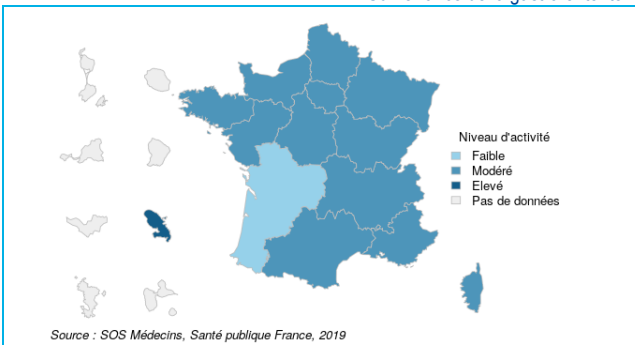 Niveau d'activité
Faible
Modéré
Elevé
Pas de données
Source : SOS Médecins, Santé publique France, 2019